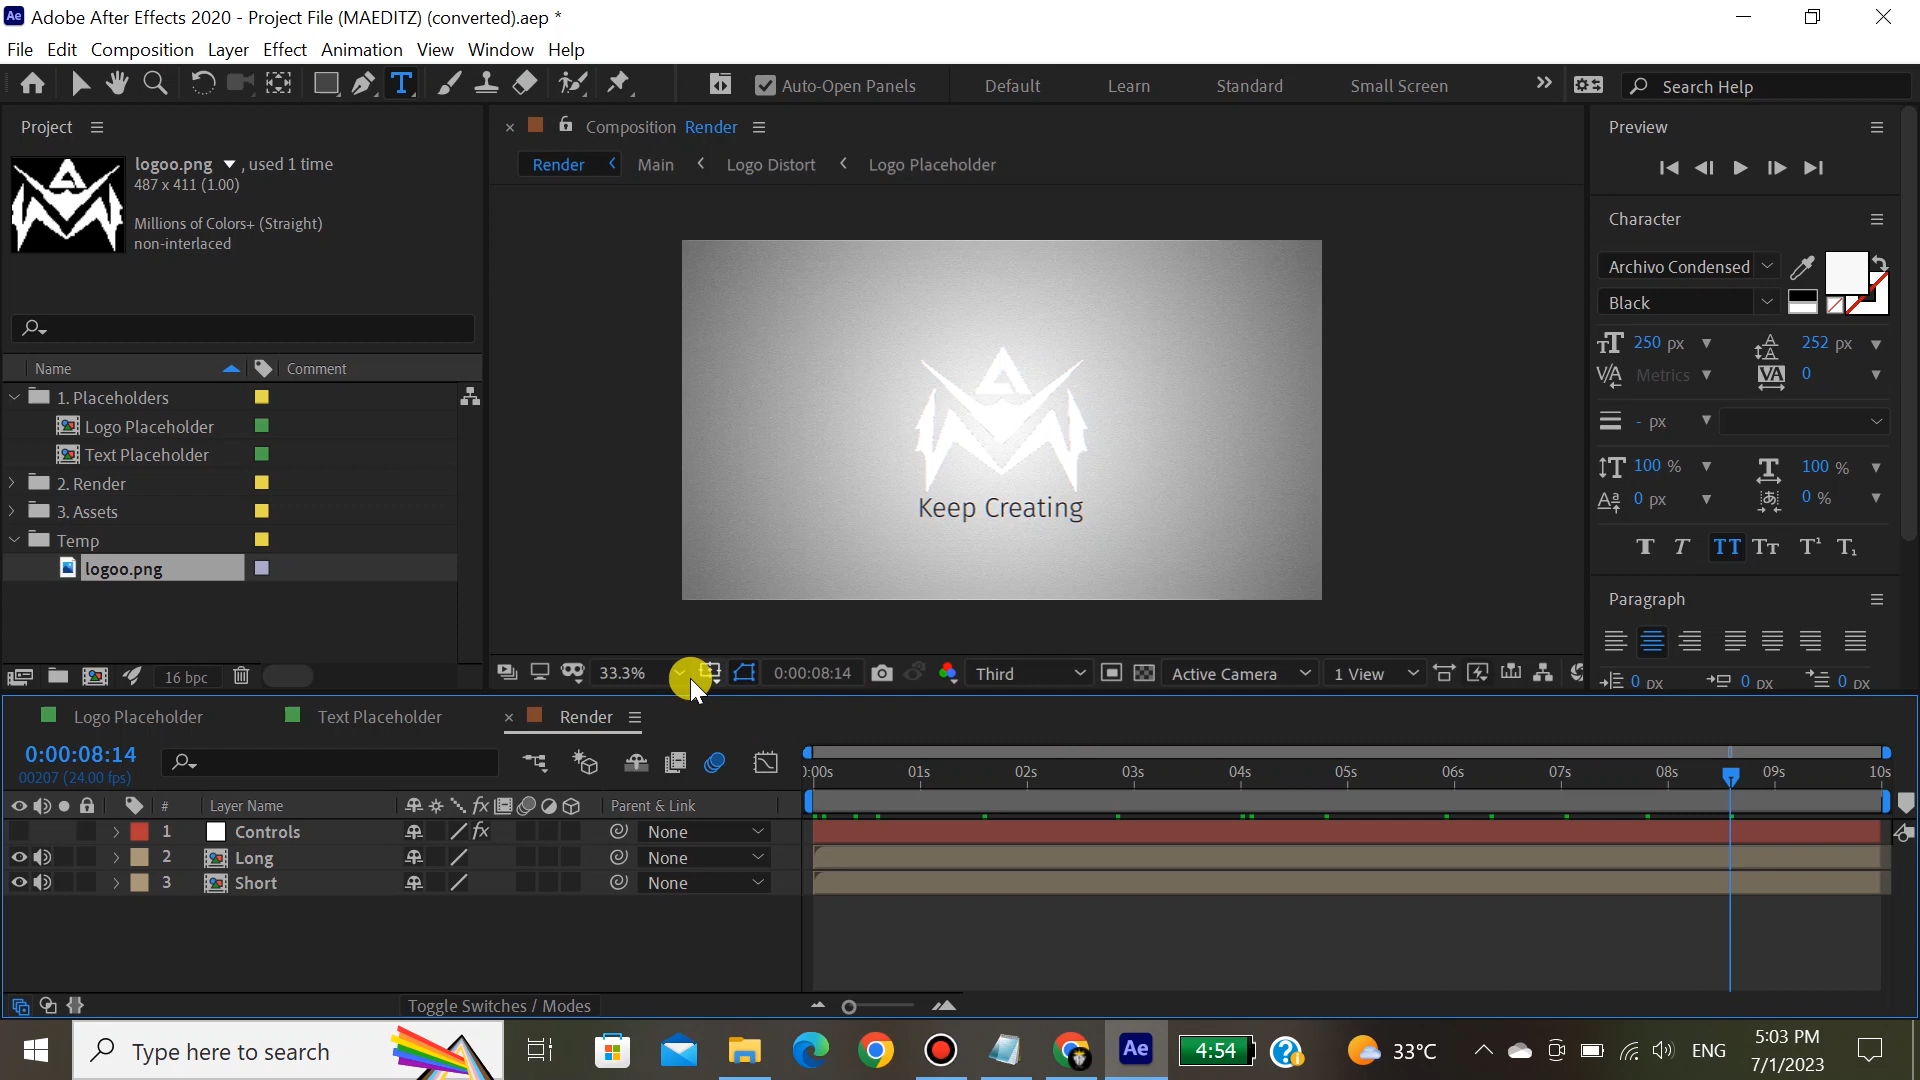 Ae Adobe After Effects 2020 - Project File (MAEDITZ) (converted).aep *
File Edit Composition Layer Effect Animation View Window Help
Auto-Open Panels Default Learn Standard Small Screen Search Help
Project
logoo.png , used 1 time
487 x 411 (1.00)
Millions of Colors+ (Straight)
non-interlaced
Name Comment
1. Placeholders
Logo Placeholder
Text Placeholder
2. Render
3. Assets
Temp
logoo.png
16 bpc
Composition Render
Render Main Logo Distort Logo Placeholder
Keep Creating
33.3% 0:00:08:14 Third Active Camera 1 View
Preview
Character
Archivo Condensed
Black
250 px 252 px
Metrics 0
- px
100 % 100 %
0 px 0 %
Paragraph
0 px 0 px 0 px
Logo Placeholder Text Placeholder Render
0:00:08:14
00207 (24.00 fps)
):00s 01s 02s 03s 04s 05s 06s 07s 08s 09s 10s
# Layer Name Parent & Link
1 Controls None
2 Long None
3 Short None
Toggle Switches / Modes
Type here to search
Ae
4:54
33°C
ENG
5:03 PM
7/1/2023